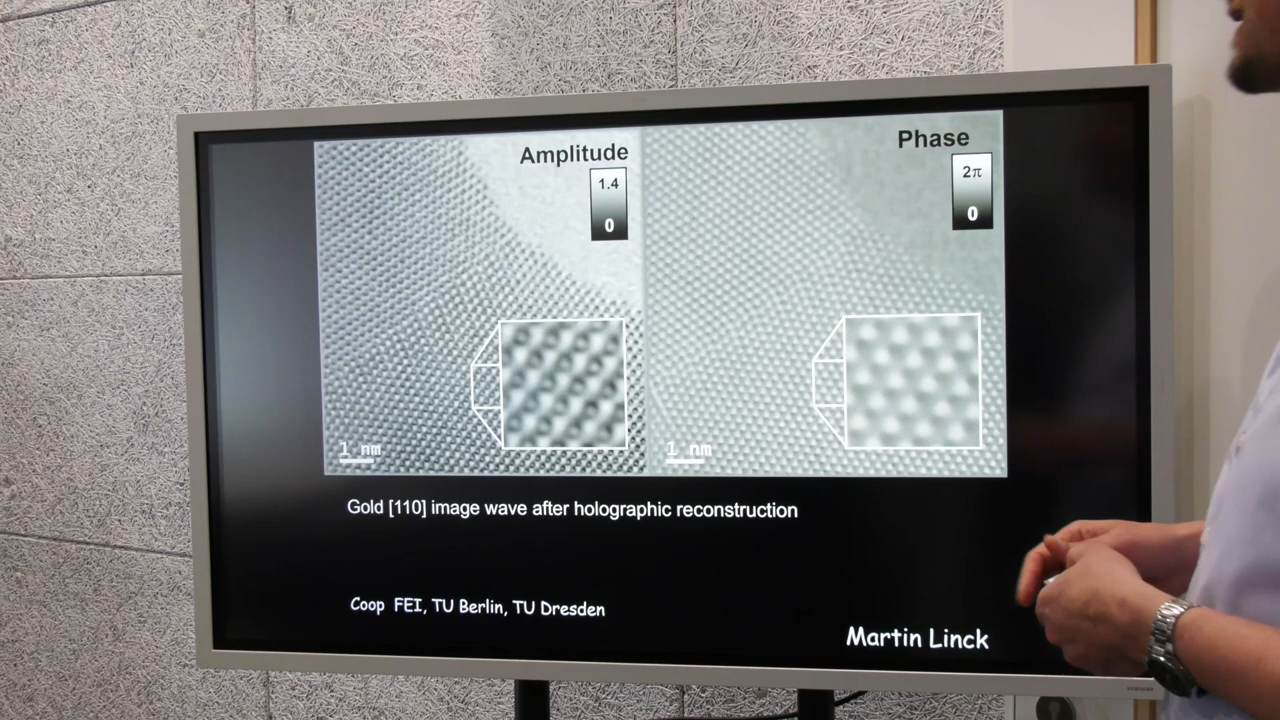 Amplitude
1.4
0
1 nm
Phase
2π
0
1 nm
Gold [110] image wave after holographic reconstruction
Coop FEI, TU Berlin, TU Dresden
Martin Linck
SAMSUNG